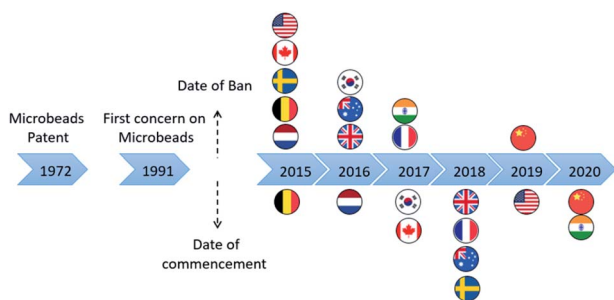 Date of Ban
Microbeads
Patent
First concern on
Microbeads
1972
1991
2015
2016
2017
2018
2019
2020
Date of
commencement